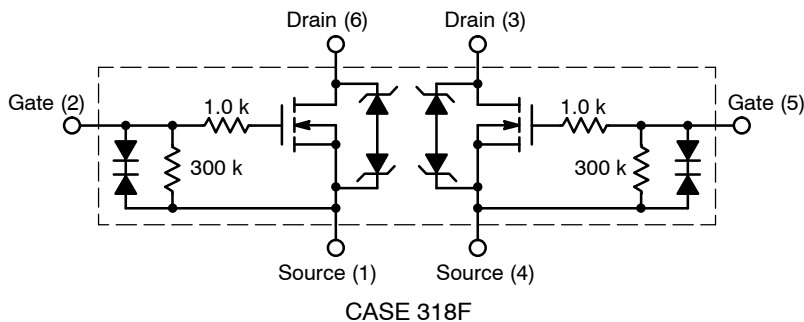 Drain (6)
Drain (3)
Gate (2)
1.0 k
1.0 k
Gate (5)
300 k
300 k
Source (1)
Source (4)
CASE 318F